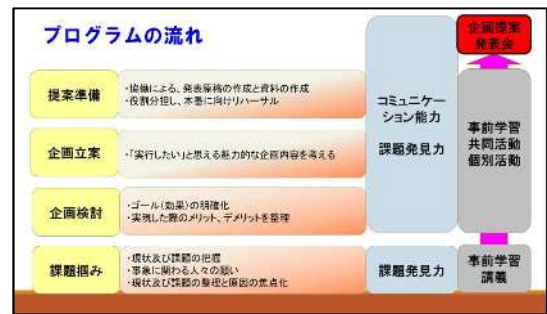 プログラムの流れ
企画提案
発表会
提案準備
・協働による、発表原稿の作成と資料の作成
・役割分担し、本番に向けリハーサル
企画立案
・「実行したい」と思える魅力的な企画内容を考える
企画検討
・ゴール(効果)の明確化
・実現した際のメリット、デメリットを整理
課題掴み
・現状及び課題の把握
・事象に関わる人々の願い
・現状及び課題の整理と原因の焦点化
コミュニケー
ション能力
課題発見力
課題発見力
事前学習
共同活動
個別活動
事前学習
講義